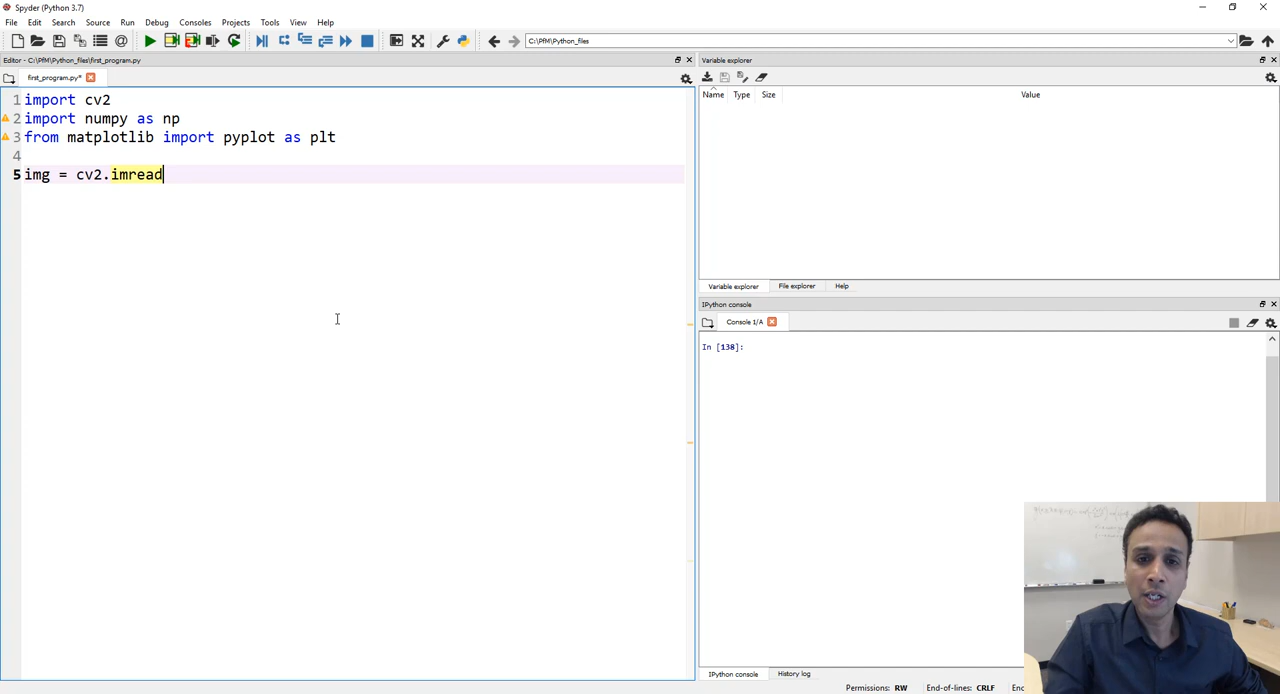 Spyder (Python 3.7)
File Edit Search Source Run Debug Consoles Projects Tools View Help
C:\PfM\Python_files
Editor - C:\PfM\Python_files\first_program.py
first_program.py*
1 import cv2
2 import numpy as np
3 from matplotlib import pyplot as plt
4
5 img = cv2.imread
Variable explorer
Name Type Size Value
Variable explorer File explorer Help
IPython console
Console 1/A
In [138]:
IPython console History log
Permissions: RW End-of-lines: CRLF Enc